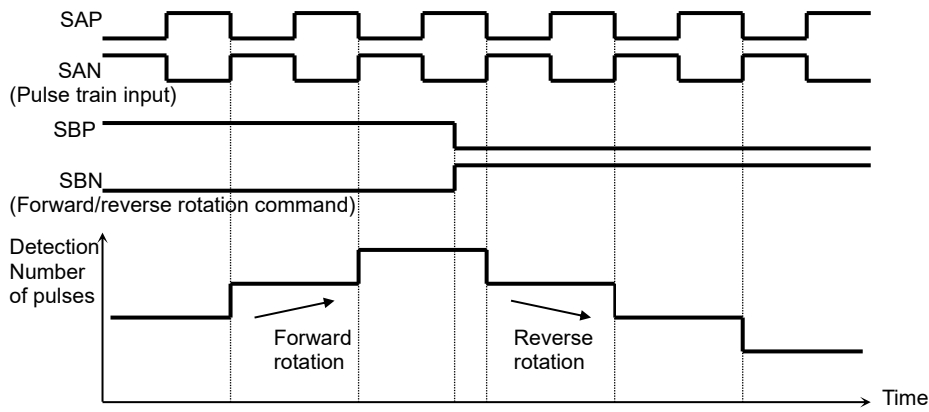 SAP
SAN
(Pulse train input)
SBP
SBN
(Forward/reverse rotation command)
Detection
Number
of pulses
Forward
rotation
Reverse
rotation
Time